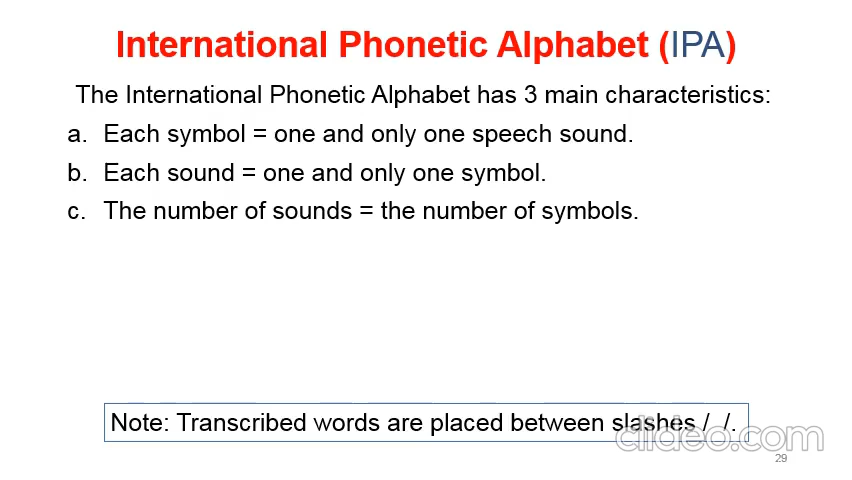 International Phonetic Alphabet (IPA)
The International Phonetic Alphabet has 3 main characteristics:
a. Each symbol = one and only one speech sound.
b. Each sound = one and only one symbol.
c. The number of sounds = the number of symbols.
Note: Transcribed words are placed between slashes / /.
clideo.com
29